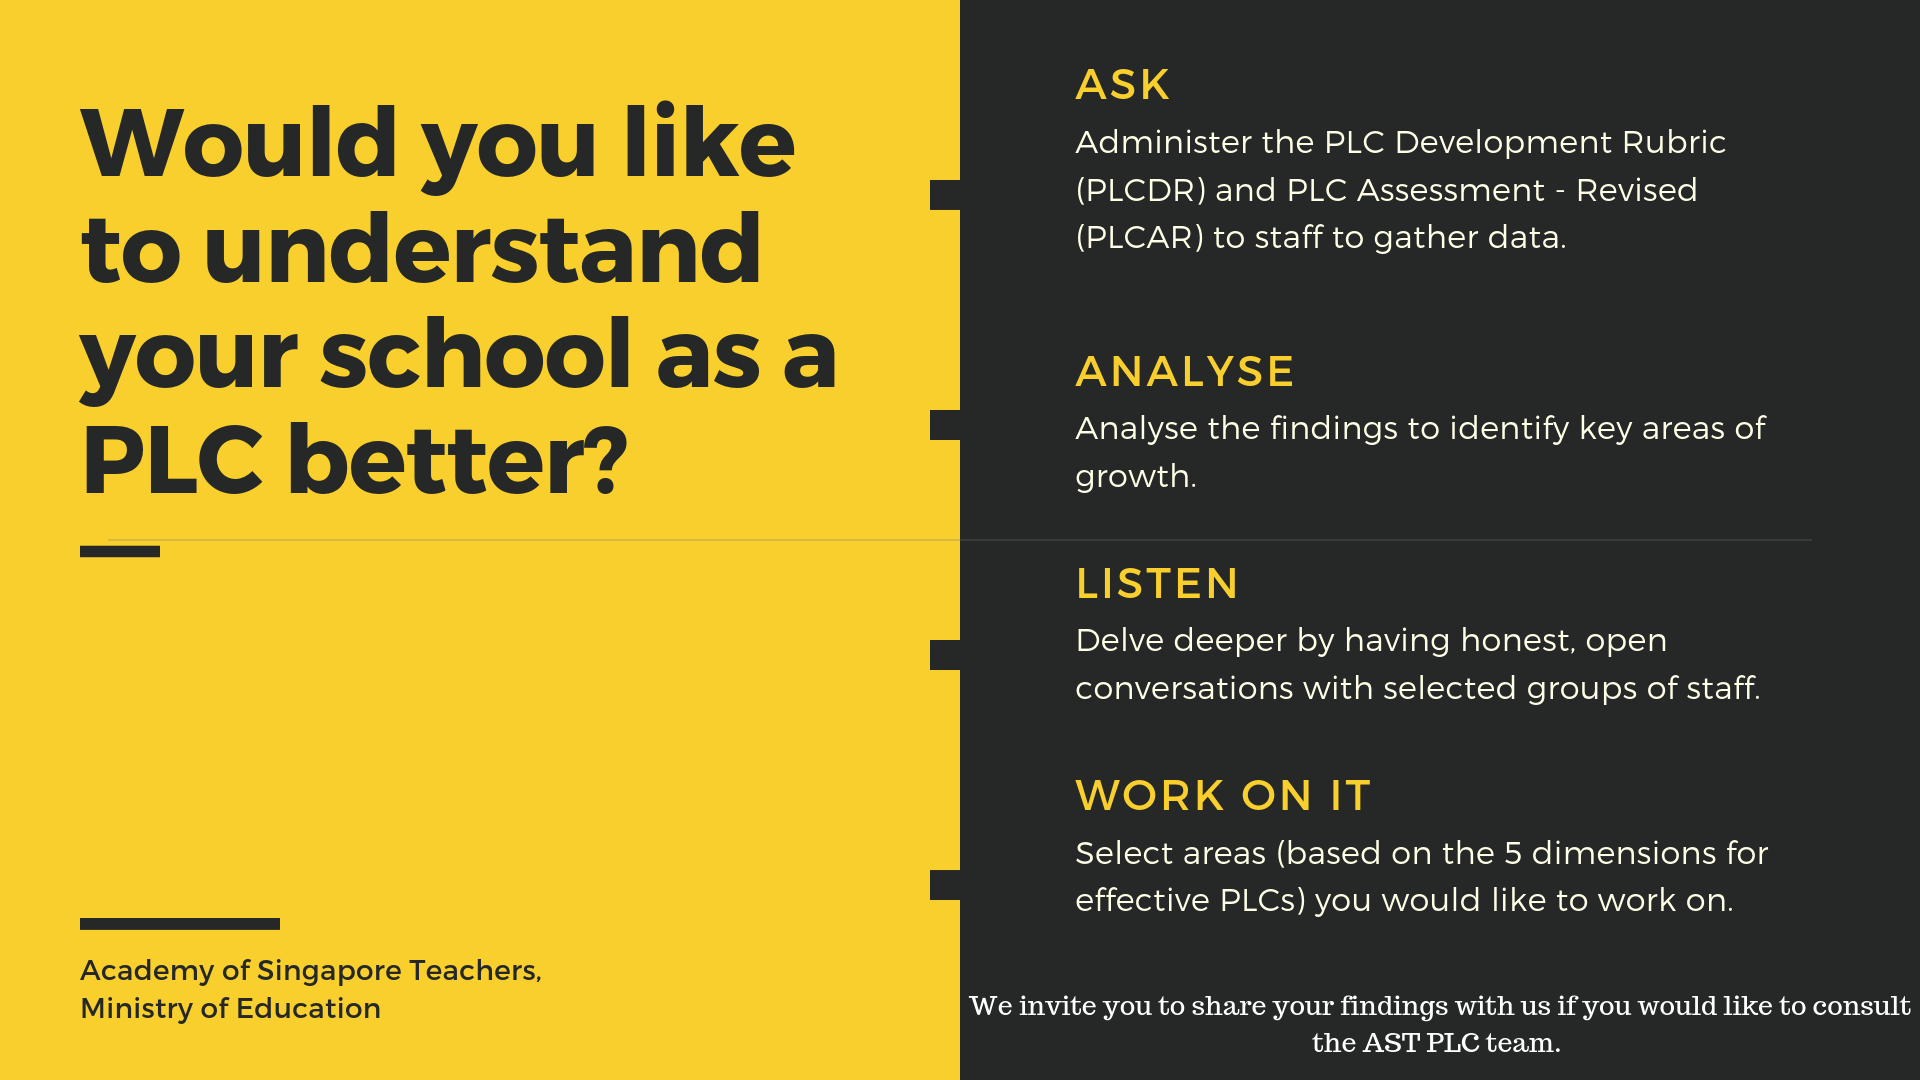 Would you like
to understand
your school as a
PLC better?
Academy of Singapore Teachers,
Ministry of Education
ASK
Administer the PLC Development Rubric
(PLCDR) and PLC Assessment - Revised
(PLCAR) to staff to gather data.
ANALYSE
Analyse the findings to identify key areas of
growth.
LISTEN
Delve deeper by having honest, open
conversations with selected groups of staff.
WORK ON IT
Select areas (based on the 5 dimensions for
effective PLCs) you would like to work on.
We invite you to share your findings with us if you would like to consult
the AST PLC team.